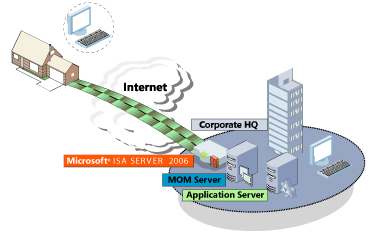 Internet
Corporate HQ
Microsoft® ISA SERVER 2006
MOM Server
Application Server